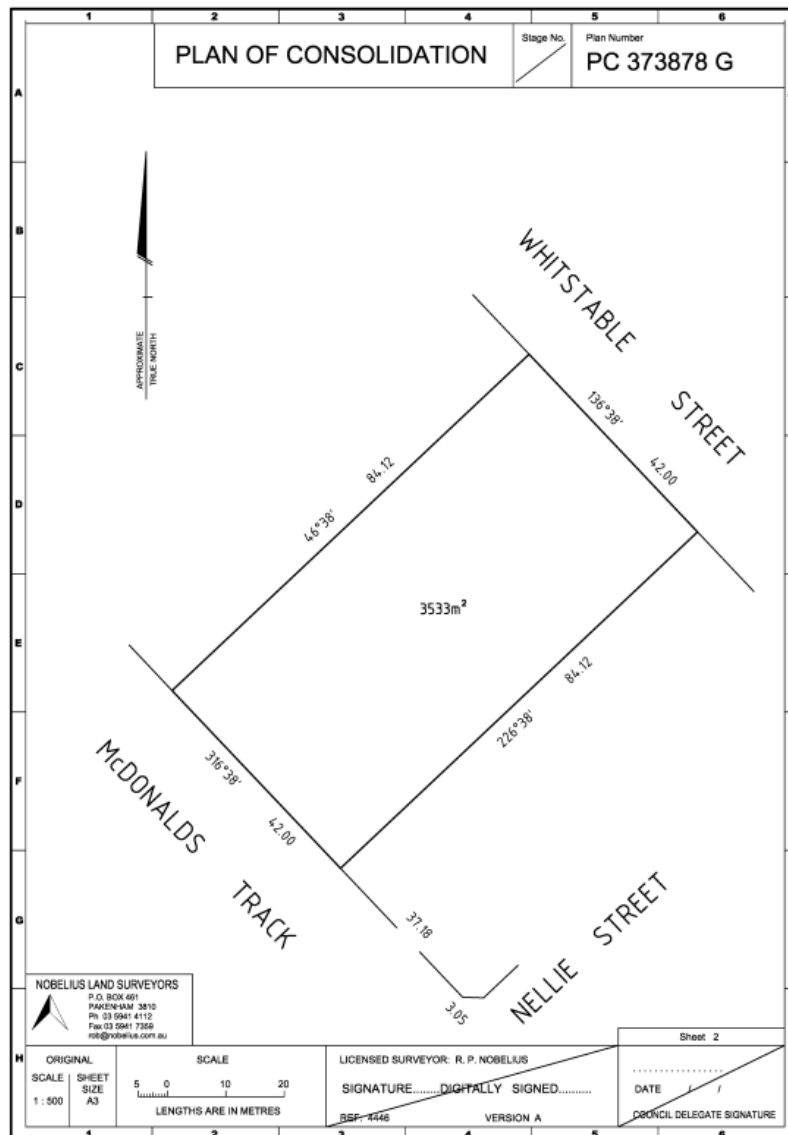 1 2 3 4 5 6
PLAN OF CONSOLIDATION
Stage No.
Plan Number
PC 373878 G
A
B
C
D
E
F
G
H
APPROXIMATE
TRUE NORTH
WHITSTABLE STREET
136°38'
42.00
84.12
46°38'
3533m²
84.12
226°38'
316°38'
42.00
McDONALDS TRACK
37.18
3.05
NELLIE STREET
NOBELIUS LAND SURVEYORS
P.O. BOX 461
PAKENHAM 3810
Ph 03 5941 4112
Fax 03 5941 7359
rob@nobelius.com.au
Sheet 2
ORIGINAL
SCALE
1 : 500
SHEET
SIZE
A3
SCALE
5 0 10 20
LENGTHS ARE IN METRES
LICENSED SURVEYOR: R. P. NOBELIUS
SIGNATURE.........DIGITALLY SIGNED...........
REF: 4446 VERSION A
DATE / /
COUNCIL DELEGATE SIGNATURE
1 2 3 4 5 6